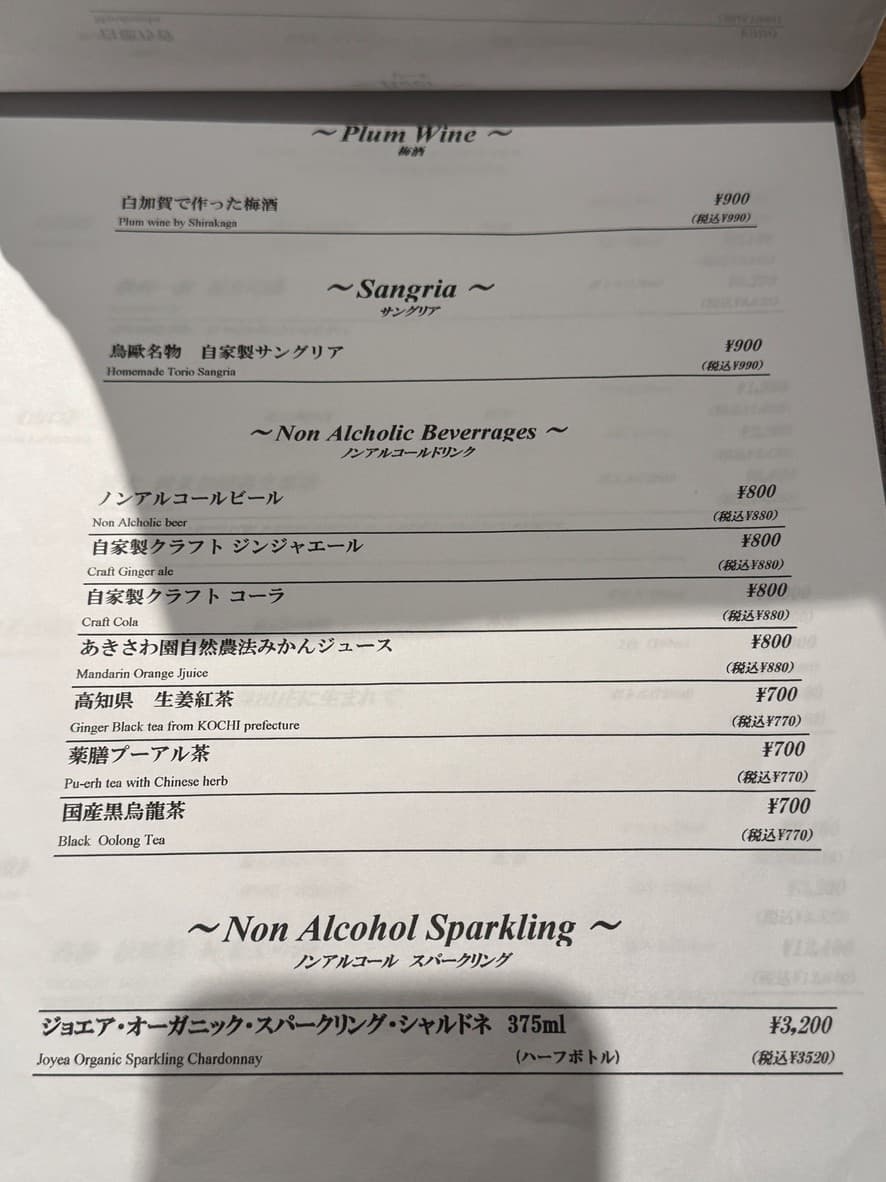 ～Plum Wine～
梅酒
白加賀で作った梅酒 ¥900
Plum wine by Shirakaga (税込¥990)
～Sangria～
サングリア
鳥歐名物 自家製サングリア ¥900
Homemade Torio Sangria (税込¥990)
～Non Alcholic Beverrages～
ノンアルコールドリンク
ノンアルコールビール ¥800
Non Alcholic beer (税込¥880)
自家製クラフト ジンジャエール ¥800
Craft Ginger ale (税込¥880)
自家製クラフト コーラ ¥800
Craft Cola (税込¥880)
あきさわ園自然農法みかんジュース ¥800
Mandarin Orange Jjuice (税込¥880)
高知県 生姜紅茶 ¥700
Ginger Black tea from KOCHI prefecture (税込¥770)
薬膳プーアル茶 ¥700
Pu-erh tea with Chinese herb (税込¥770)
国産黒烏龍茶 ¥700
Black Oolong Tea (税込¥770)
～Non Alcohol Sparkling～
ノンアルコール スパークリング
ジョエア・オーガニック・スパークリング・シャルドネ 375ml ¥3,200
Joyea Organic Sparkling Chardonnay (ハーフボトル) (税込¥3520)